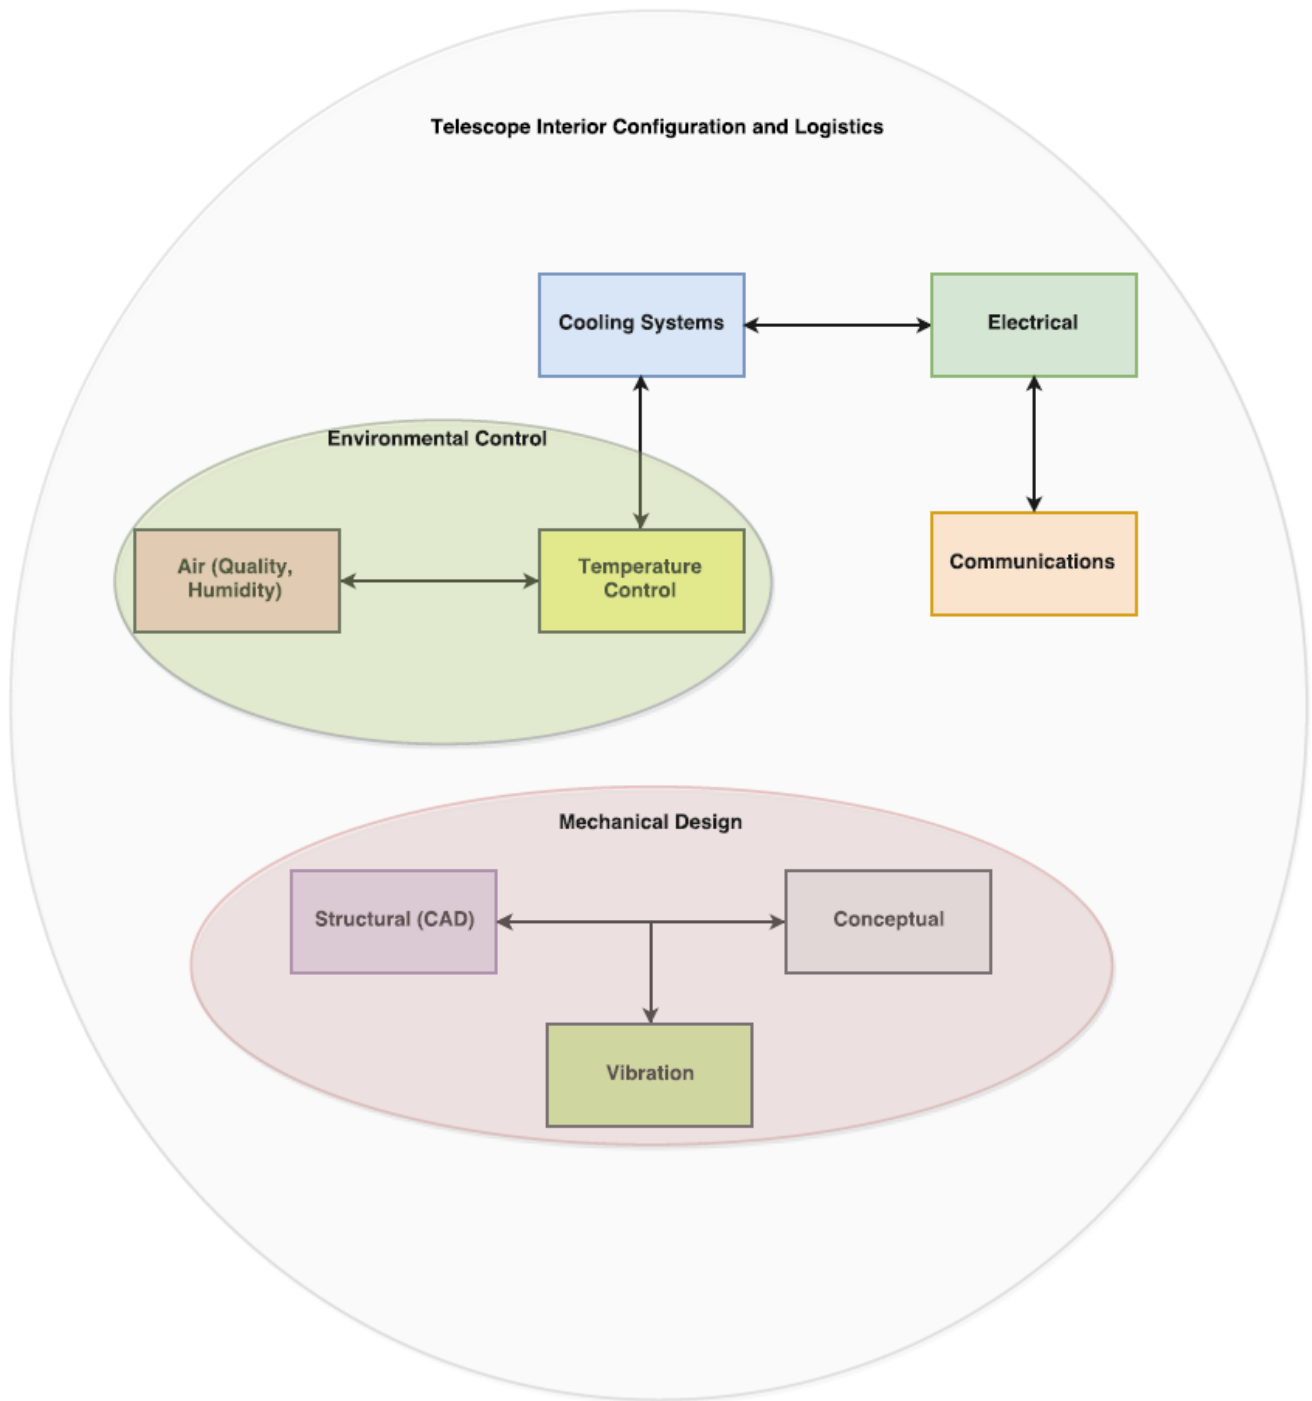 Telescope Interior Configuration and Logistics
Cooling Systems
Electrical
Environmental Control
Air (Quality,
Humidity)
Temperature
Control
Communications
Mechanical Design
Structural (CAD)
Conceptual
Vibration